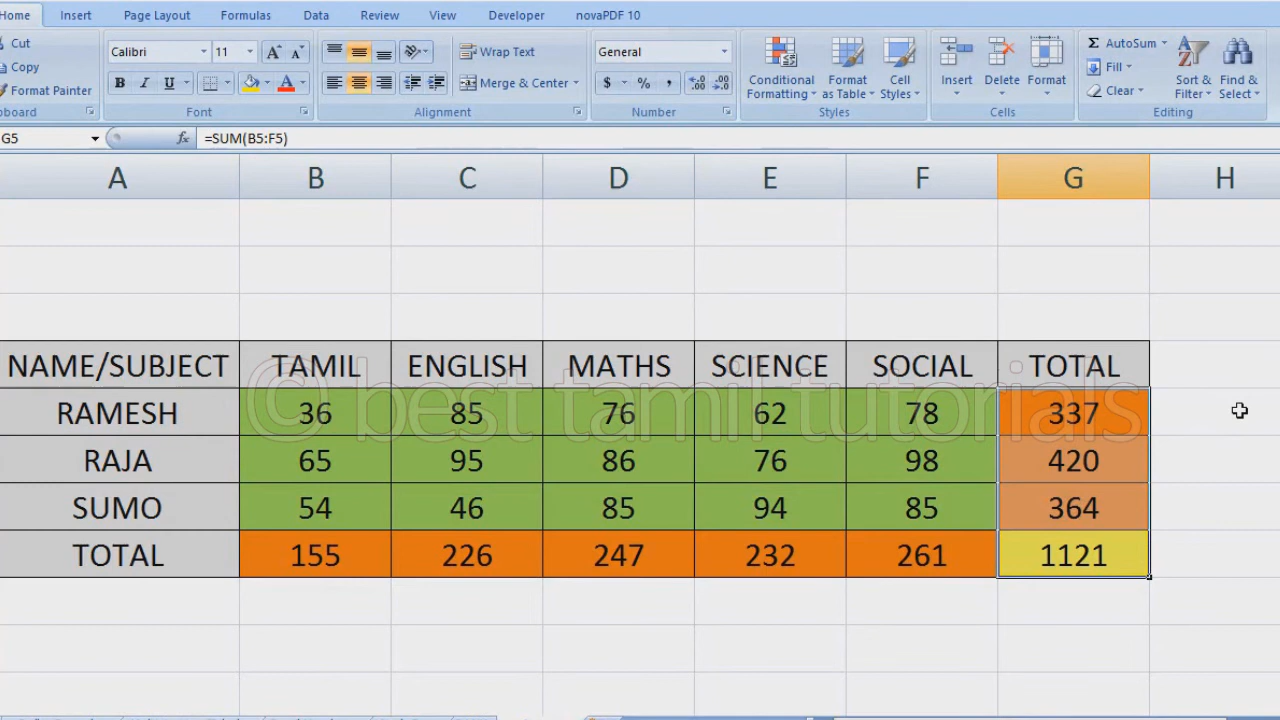 Home Insert Page Layout Formulas Data Review View Developer novaPDF 10
Cut
Copy
Format Painter
Calibri 11
B I U
Wrap Text
Merge & Center
General
$ % ,
Conditional Formatting
Format as Table
Cell Styles
Insert Delete Format
Σ AutoSum
Fill
Clear
Sort & Filter
Find & Select
Font Alignment Number Styles Cells Editing
G5 fx =SUM(B5:F5)
A B C D E F G H
NAME/SUBJECT TAMIL ENGLISH MATHS SCIENCE SOCIAL TOTAL
RAMESH 36 85 76 62 78 337
© best tamil tutorials
RAJA 65 95 86 76 98 420
SUMO 54 46 85 94 85 364
TOTAL 155 226 247 232 261 1121